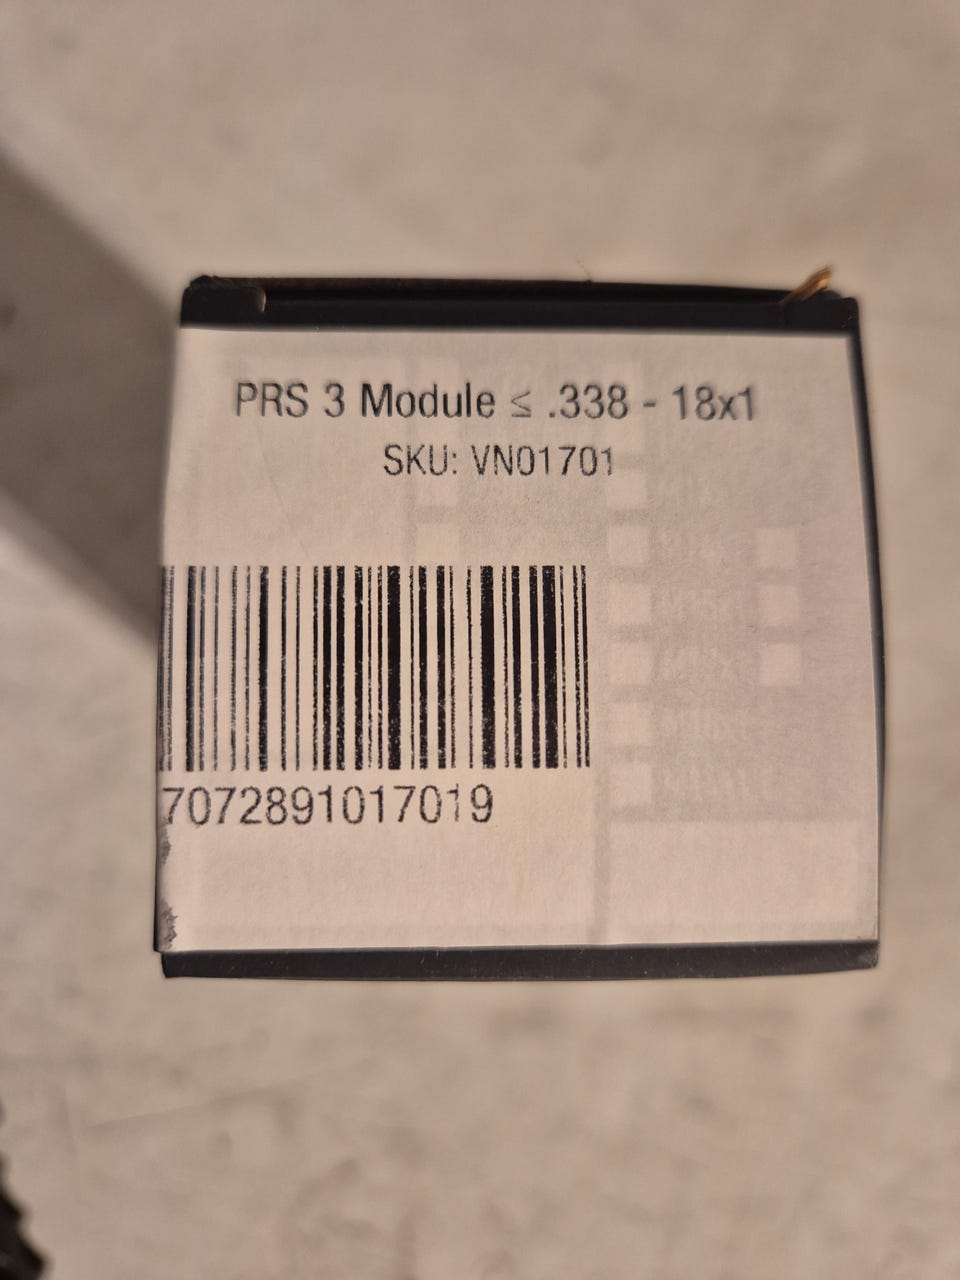 PRS 3 Module ≤ .338 - 18x1
SKU: VN01701
7072891017019